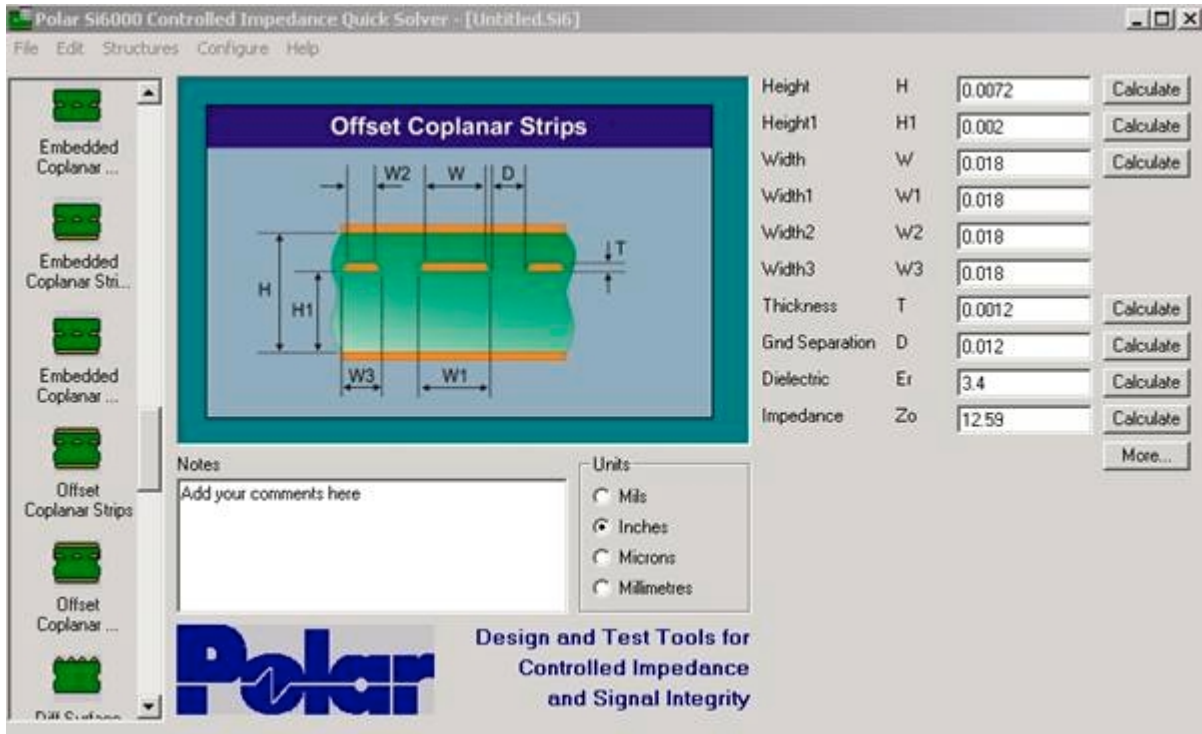 Polar Si6000 Controlled Impedance Quick Solver - [Untitled.Si6]
File Edit Structures Configure Help
Embedded
Coplanar ...
Embedded
Coplanar Stri...
Embedded
Coplanar ...
Offset
Coplanar Strips
Offset
Coplanar ...
Diff Surface
Offset Coplanar Strips
W2 W D
T
H
H1
W3 W1
Height H 0.0072 Calculate
Height1 H1 0.002 Calculate
Width W 0.018 Calculate
Width1 W1 0.018
Width2 W2 0.018
Width3 W3 0.018
Thickness T 0.0012 Calculate
Gnd Separation D 0.012 Calculate
Dielectric Er 3.4 Calculate
Impedance Zo 12.59 Calculate
More...
Notes
Add your comments here
Units
Mils
Inches
Microns
Millimetres
Polar
Design and Test Tools for
Controlled Impedance
and Signal Integrity